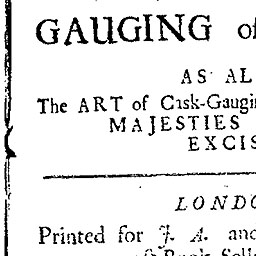 GAUGING of
AS AL
The ART of Cask-Gaugin
MAJESTIES
EXCIS
LONDO
Printed for J. A. and